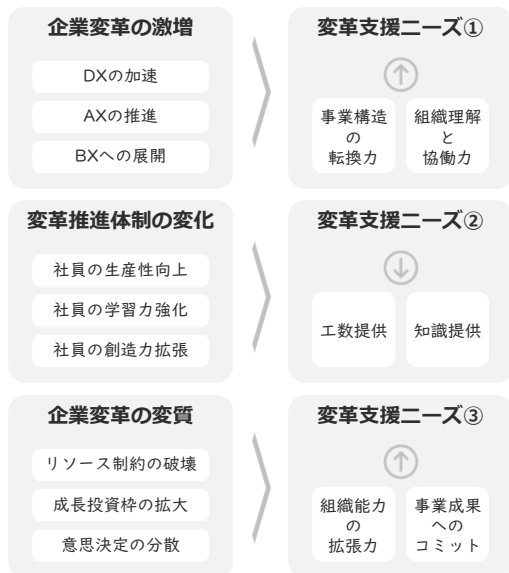 企業変革の激増
DXの加速
AXの推進
BXへの展開
変革支援ニーズ①
事業構造
の
転換力
組織理解
と
協働力
変革推進体制の変化
社員の生産性向上
社員の学習力強化
社員の創造力拡張
変革支援ニーズ②
工数提供
知識提供
企業変革の変質
リソース制約の破壊
成長投資枠の拡大
意思決定の分散
変革支援ニーズ③
組織能力
の
拡張力
事業成果
への
コミット